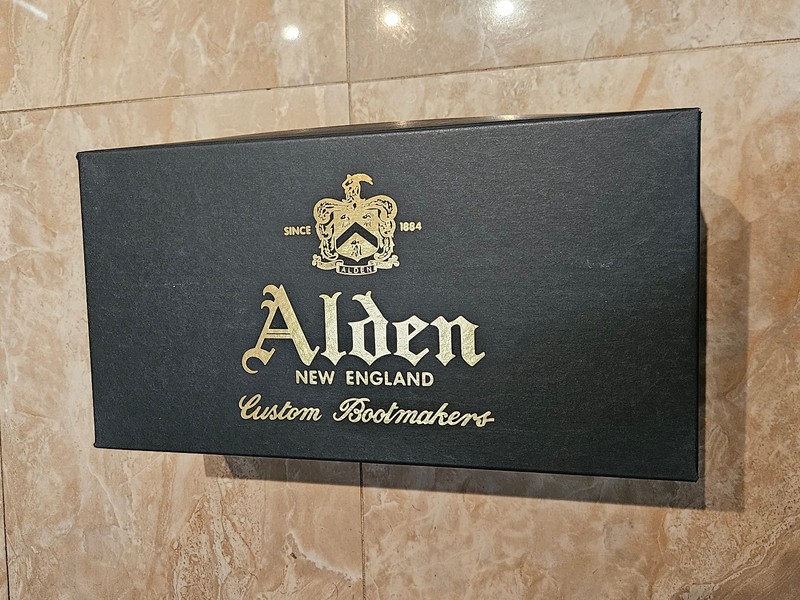 SINCE 1884
ALDEN
Alden
NEW ENGLAND
Custom Bootmakers